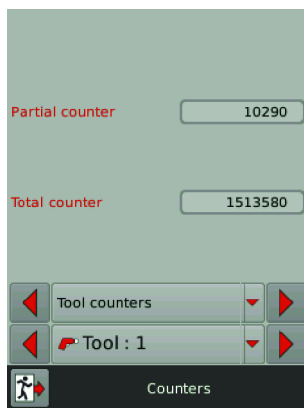 Partial counter 10290
Total counter 1513580
Tool counters
Tool : 1
Counters